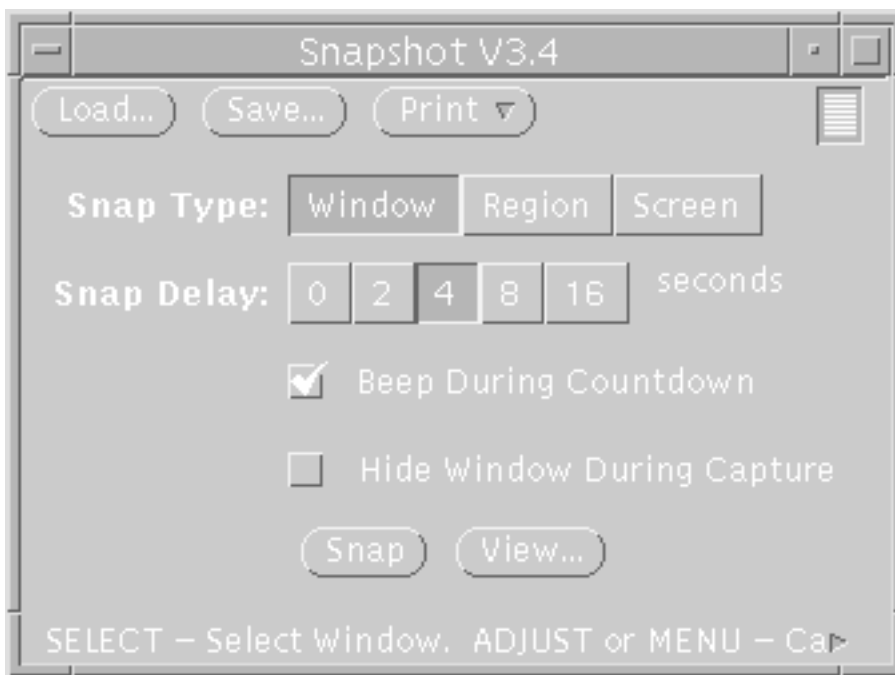 Snapshot V3.4
Load... Save... Print
Snap Type: Window Region Screen
Snap Delay: 0 2 4 8 16 seconds
Beep During Countdown
Hide Window During Capture
Snap View...
SELECT – Select Window. ADJUST or MENU – Ca